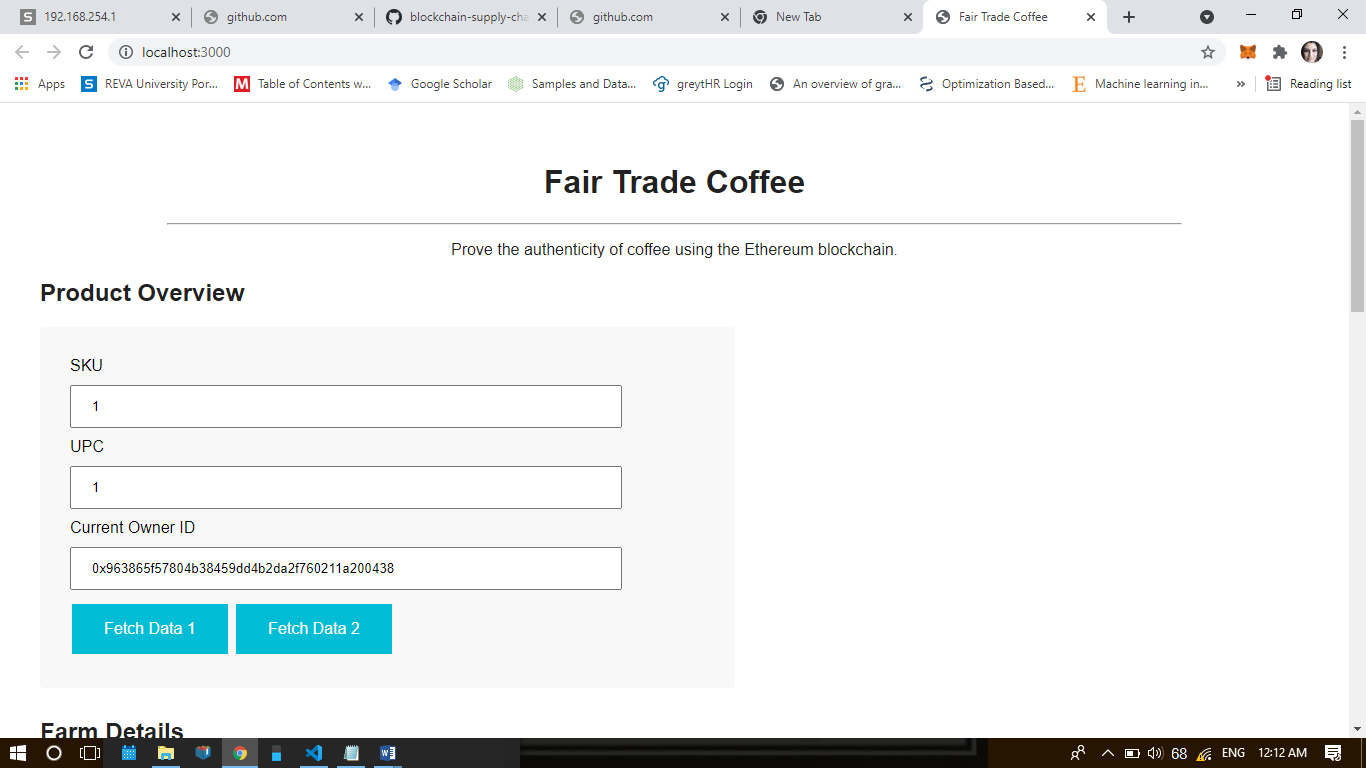 192.168.254.1 github.com blockchain-supply-cha github.com New Tab Fair Trade Coffee
localhost:3000
Apps REVA University Por... Table of Contents w... Google Scholar Samples and Data... greytHR Login An overview of gra... Optimization Based... Machine learning in... » Reading list
Fair Trade Coffee
Prove the authenticity of coffee using the Ethereum blockchain.
Product Overview
SKU
1
UPC
1
Current Owner ID
0x963865f57804b38459dd4b2da2f760211a200438
Fetch Data 1 Fetch Data 2
Farm Details
68 ENG 12:12 AM